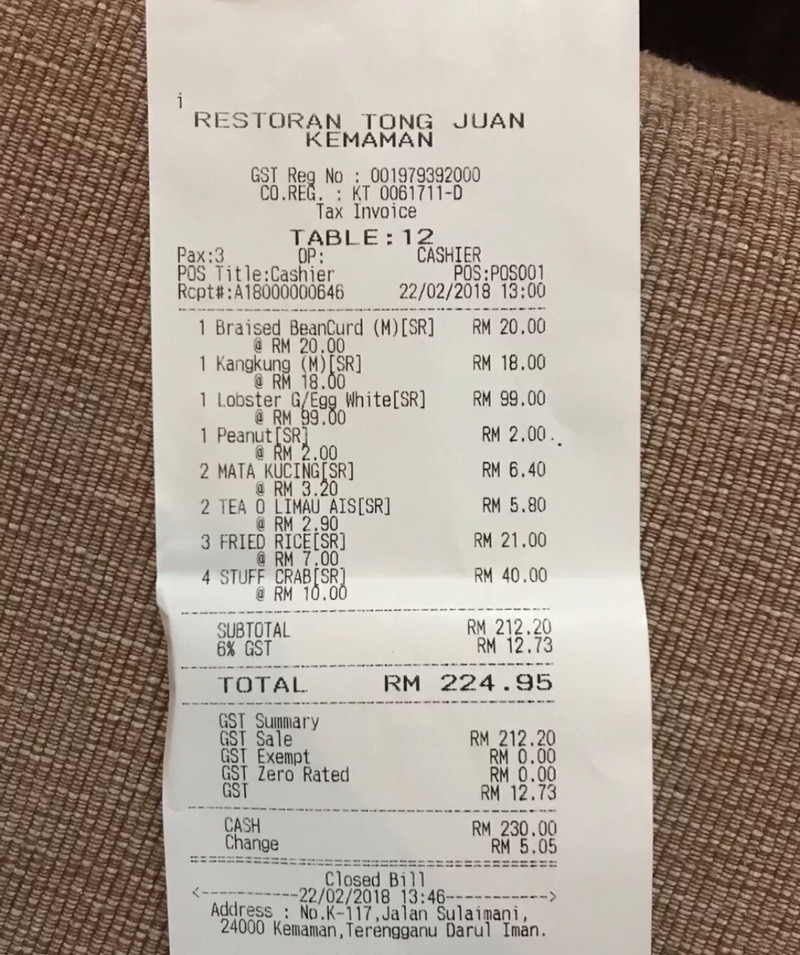 i
RESTORAN TONG JUAN
KEMAMAN
GST Reg No : 001979392000
CO.REG. : KT 0061711-D
Tax Invoice
TABLE:12
Pax:3 OP: CASHIER
POS Title:Cashier POS:POS001
Rcpt#:A18000000646 22/02/2018 13:00
1 Braised BeanCurd (M)[SR] RM 20.00
@ RM 20.00
1 Kangkung (M)[SR] RM 18.00
@ RM 18.00
1 Lobster G/Egg White[SR] RM 99.00
@ RM 99.00
1 Peanut[SR] RM 2.00
@ RM 2.00
2 MATA KUCING[SR] RM 6.40
@ RM 3.20
2 TEA O LIMAU AIS[SR] RM 5.80
@ RM 2.90
3 FRIED RICE[SR] RM 21.00
@ RM 7.00
4 STUFF CRAB[SR] RM 40.00
@ RM 10.00
SUBTOTAL RM 212.20
6% GST RM 12.73
TOTAL RM 224.95
GST Summary
GST Sale RM 212.20
GST Exempt RM 0.00
GST Zero Rated RM 0.00
GST RM 12.73
CASH RM 230.00
Change RM 5.05
Closed Bill
<----------22/02/2018 13:46----------->
Address : No.K-117,Jalan Sulaimani,
24000 Kemaman,Terengganu Darul Iman.